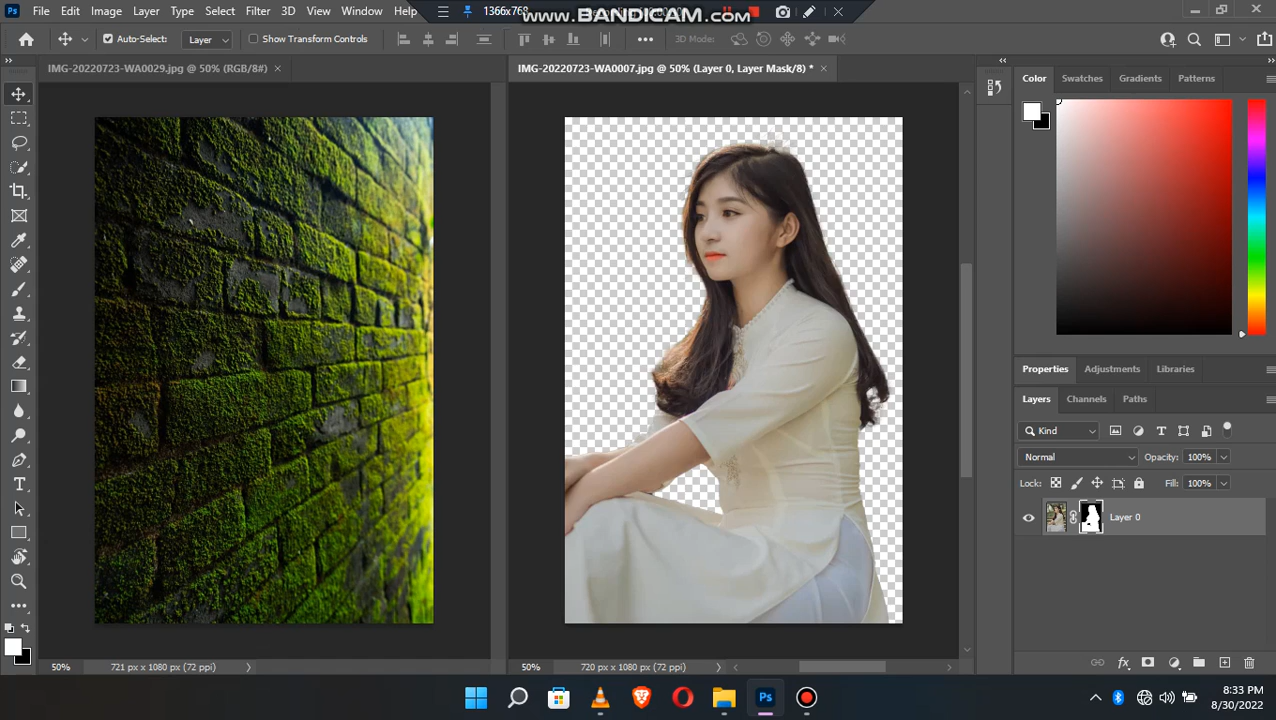 Ps File Edit Image Layer Type Select Filter 3D View Window Help
1366x768
www.BANDICAM.com
Auto-Select: Layer Show Transform Controls
3D Mode:
IMG-20220723-WA0029.jpg @ 50% (RGB/8#)
IMG-20220723-WA0007.jpg @ 50% (Layer 0, Layer Mask/8) *
Color Swatches Gradients Patterns
Properties Adjustments Libraries
Layers Channels Paths
Kind
Normal Opacity: 100%
Lock: Fill: 100%
Layer 0
50% 721 px x 1080 px (72 ppi)
50% 720 px x 1080 px (72 ppi)
Ps
8:33 PM
8/30/2022